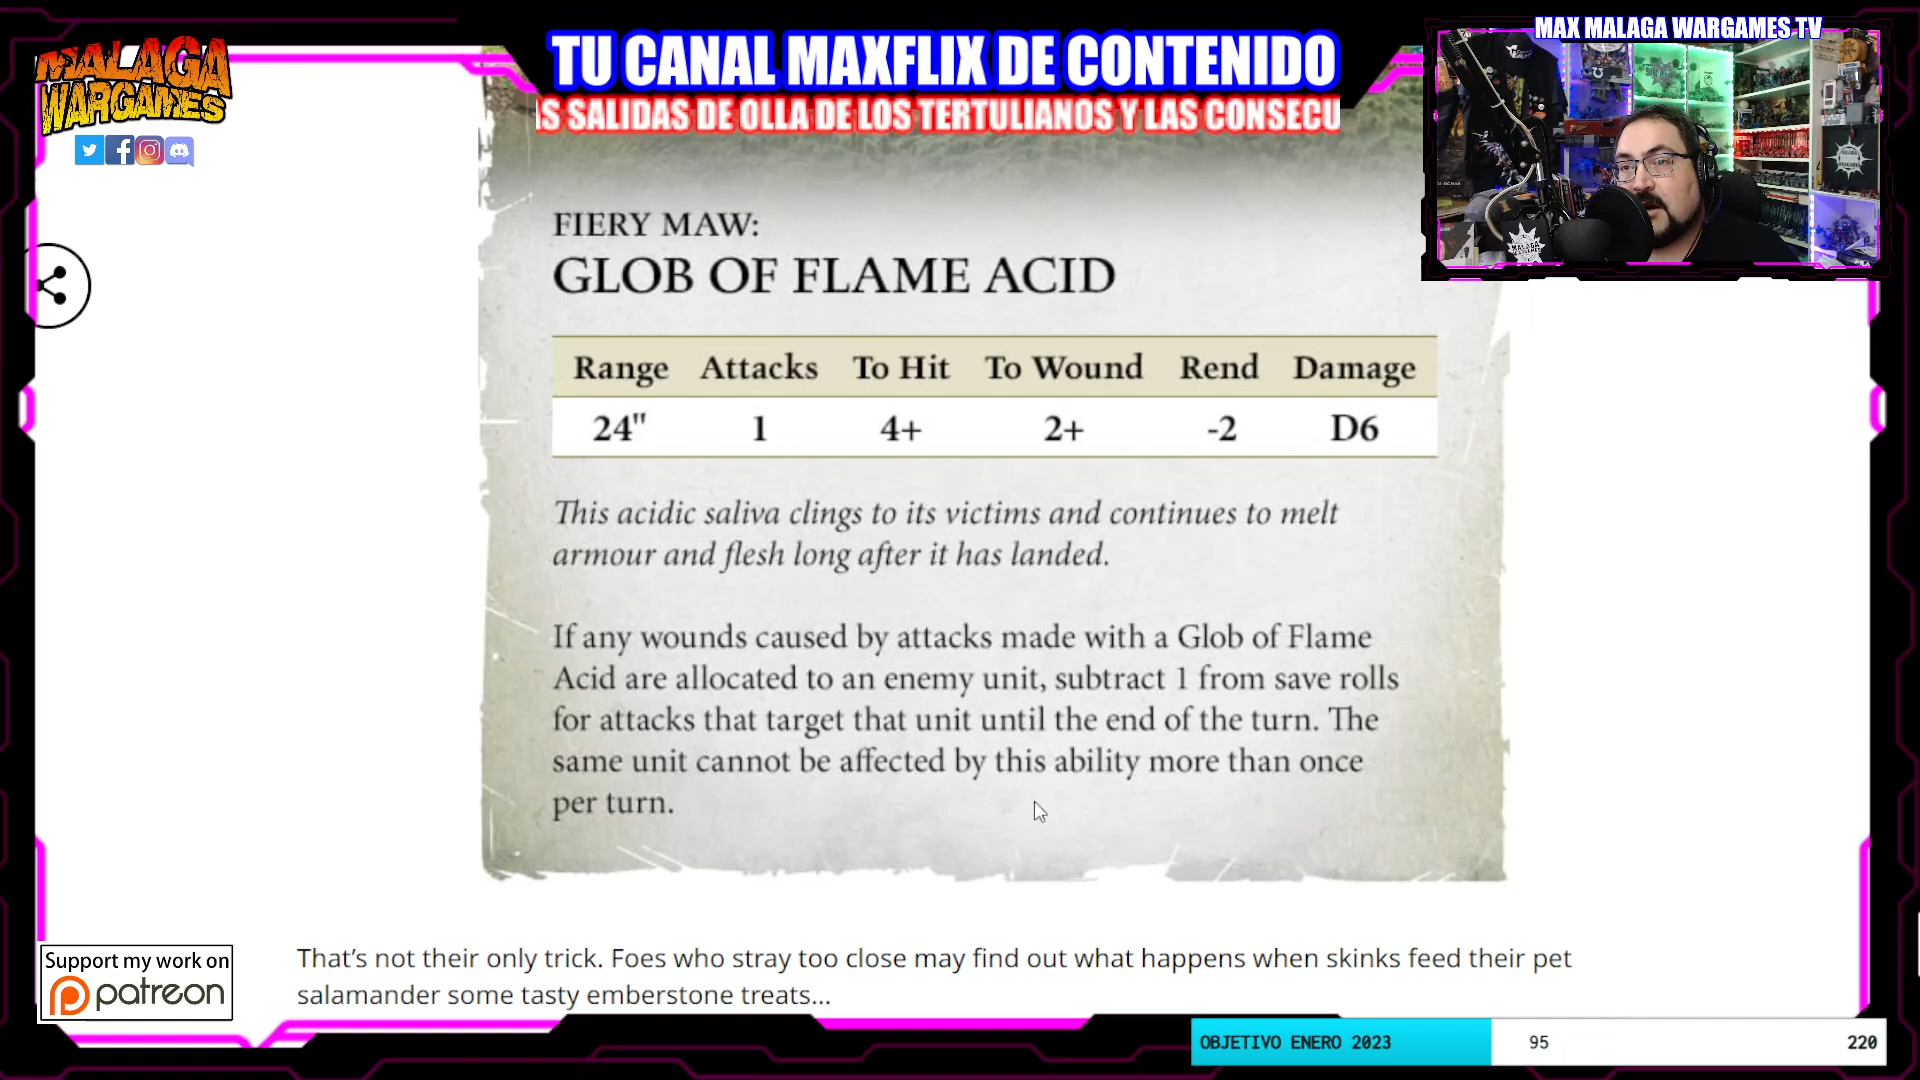 MALAGA
WARGAMES
TU CANAL MAXFLIX DE CONTENIDO
S SALIDAS DE OLLA DE LOS TERTULIANOS Y LAS CONSECU
MAX MALAGA WARGAMES TV
FIERY MAW:
GLOB OF FLAME ACID
Range Attacks To Hit To Wound Rend Damage
24" 1 4+ 2+ -2 D6
This acidic saliva clings to its victims and continues to melt
armour and flesh long after it has landed.
If any wounds caused by attacks made with a Glob of Flame
Acid are allocated to an enemy unit, subtract 1 from save rolls
for attacks that target that unit until the end of the turn. The
same unit cannot be affected by this ability more than once
per turn.
That's not their only trick. Foes who stray too close may find out what happens when skinks feed their pet
salamander some tasty emberstone treats...
Support my work on
patreon
OBJETIVO ENERO 2023 95 220